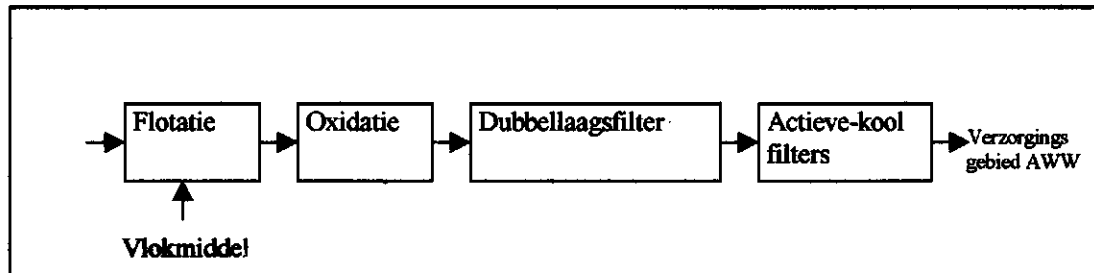 Flotatie
Oxidatie
Dubbellaagsfilter
Actieve-kool
filters
Verzorgings
gebied AWW
Vlokmiddel